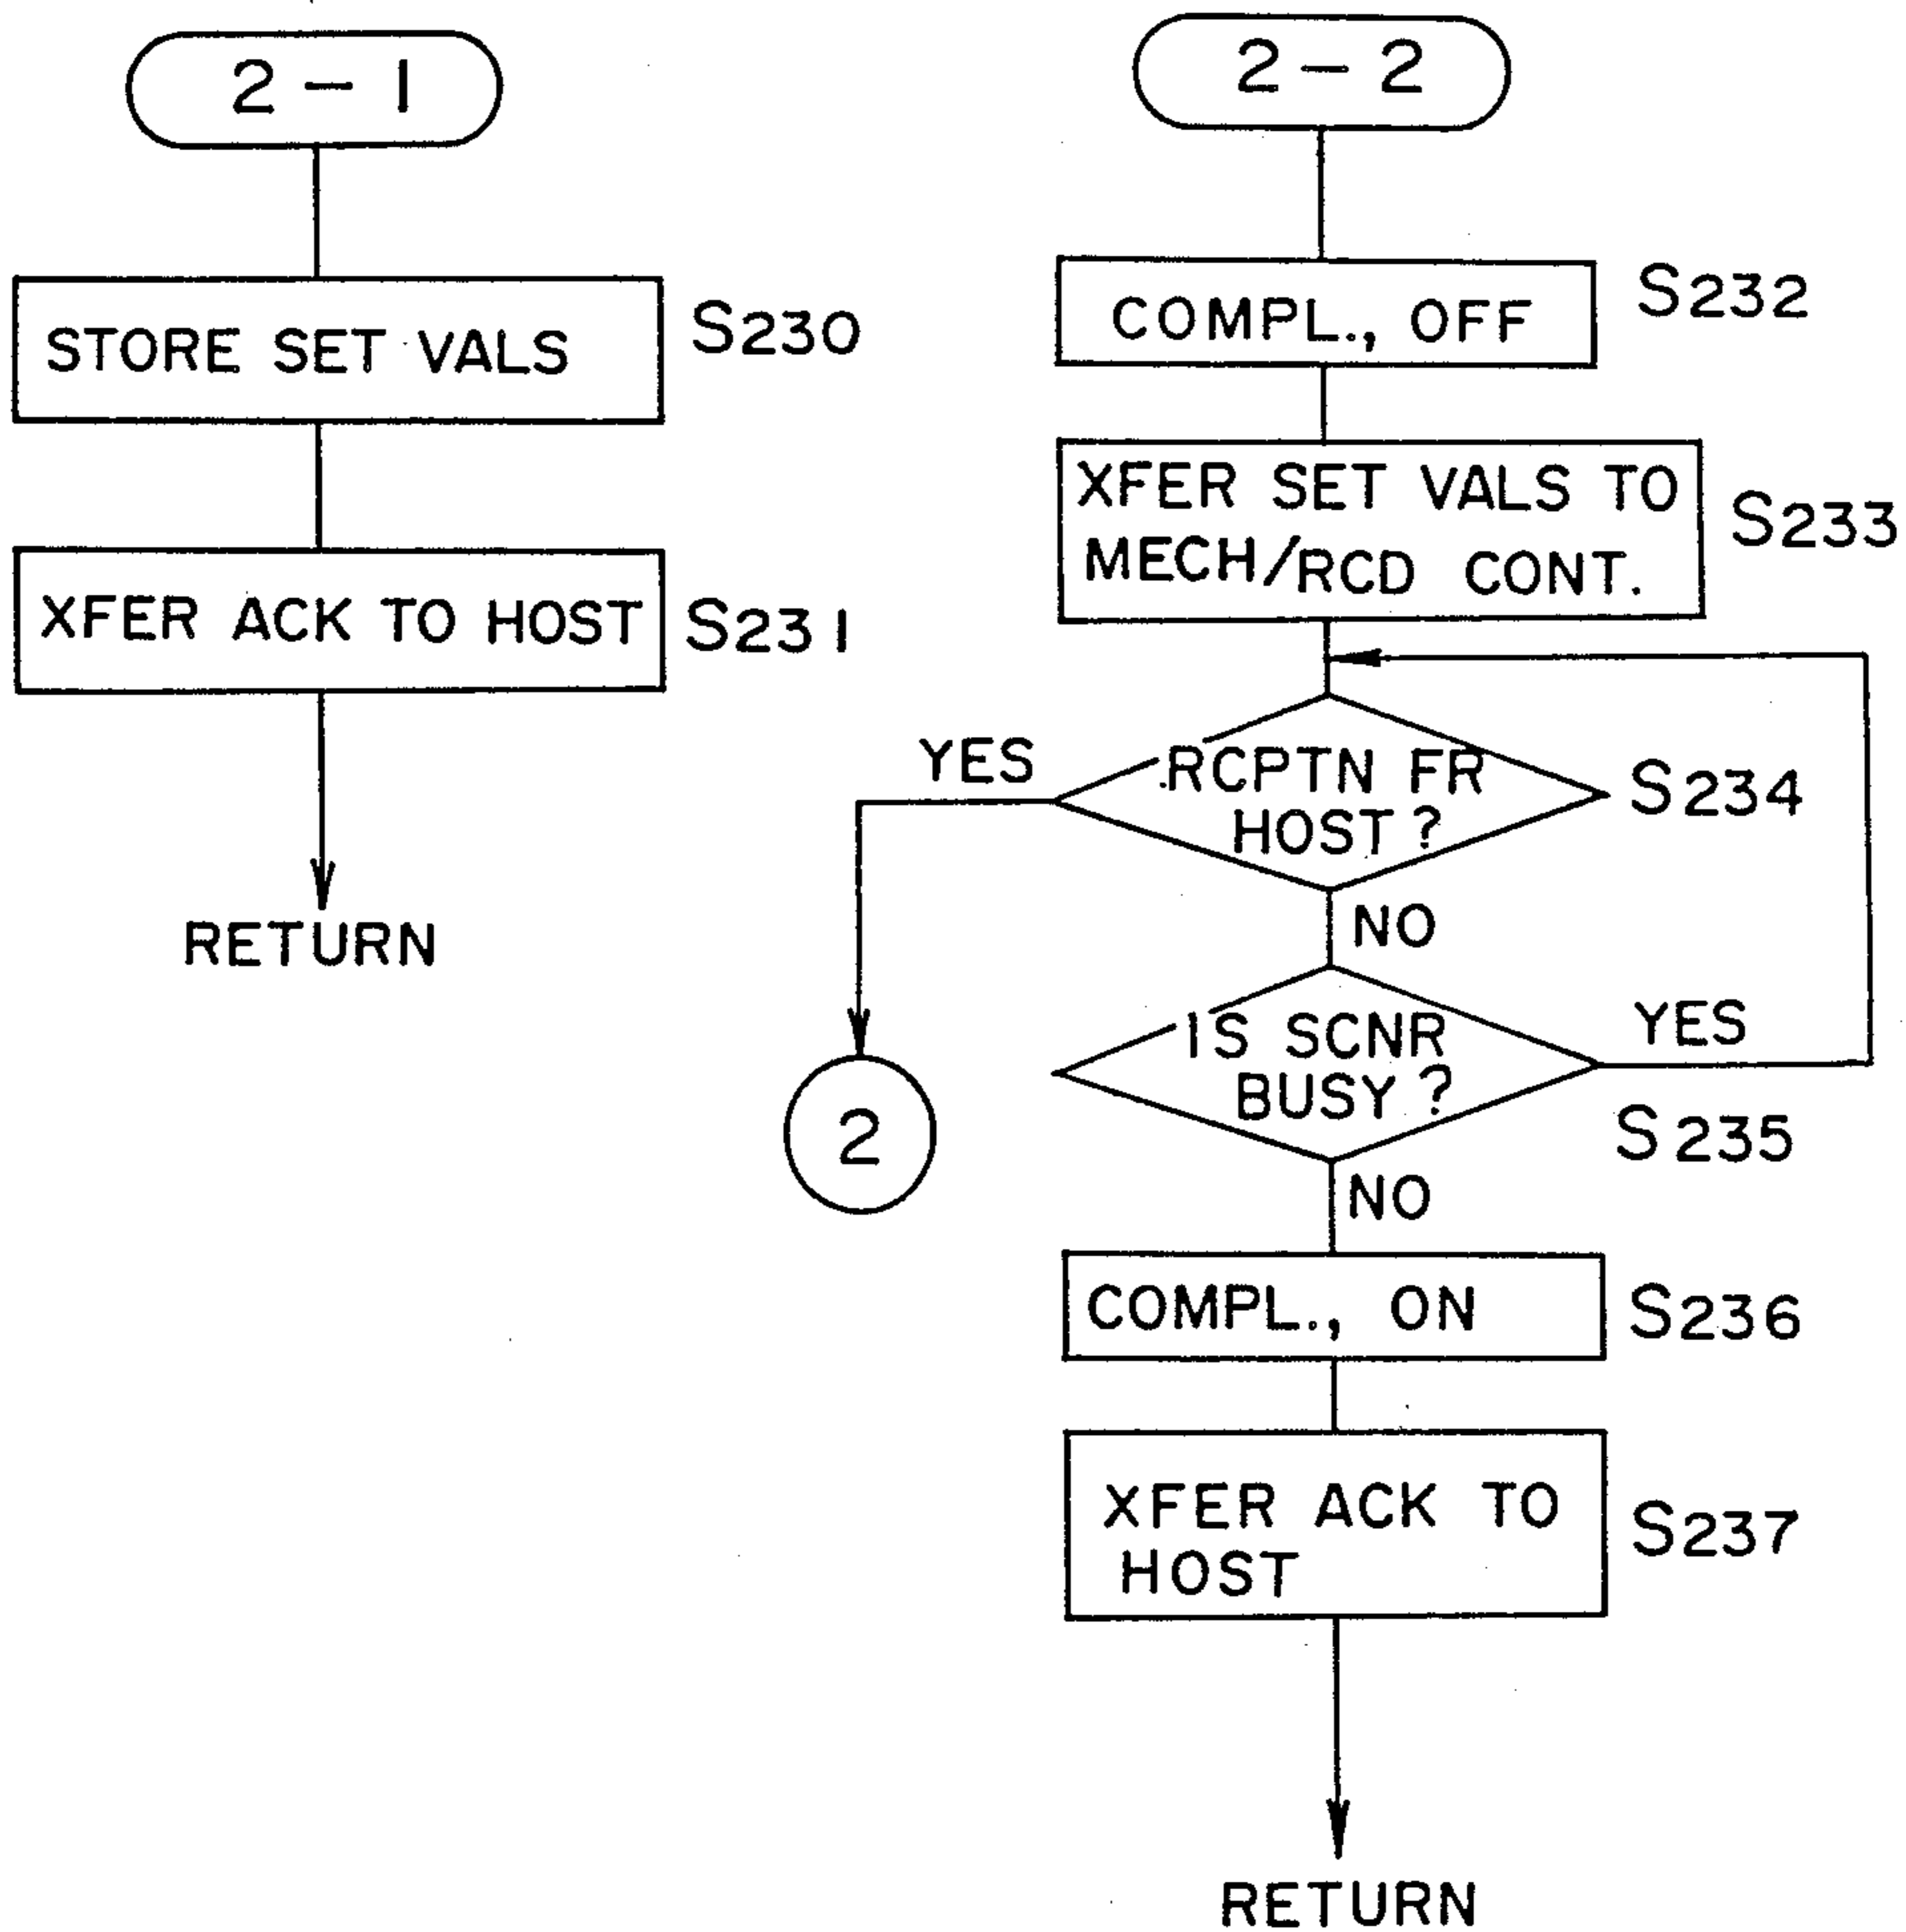 2-1
STORE SET VALS
S230
XFER ACK TO HOST
S231
RETURN
2-2
COMPL., OFF
S232
XFER SET VALS TO
MECH/RCD CONT.
S233
RCPTN FR
HOST?
S234
YES
NO
2
IS SCNR
BUSY?
YES
S235
NO
COMPL., ON
S236
XFER ACK TO
HOST
S237
RETURN